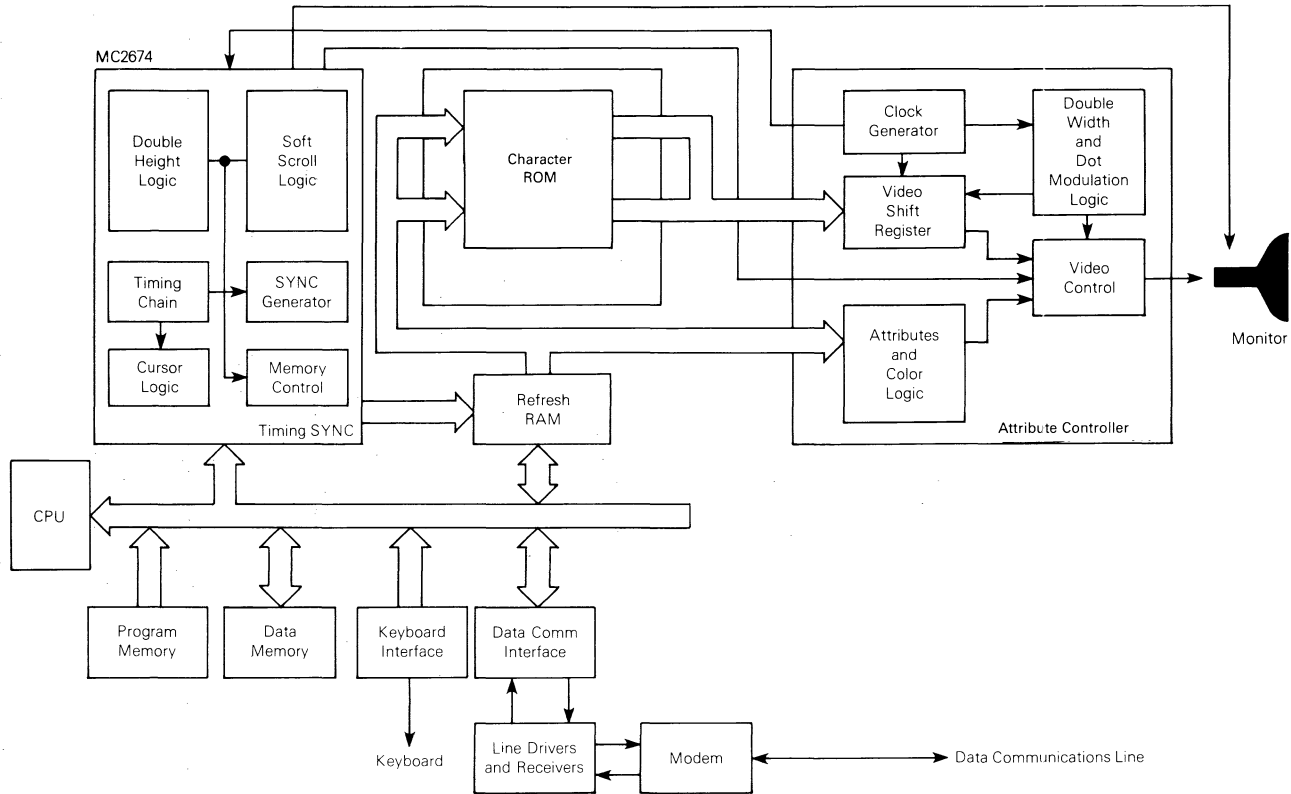 MC2674
Double
Height
Logic
Soft
Scroll
Logic
Timing
Chain
SYNC
Generator
Cursor
Logic
Memory
Control
Timing SYNC
Character
ROM
Refresh
RAM
Clock
Generator
Double
Width
and
Dot
Modulation
Logic
Video
Shift
Register
Video
Control
Attributes
and
Color
Logic
Attribute Controller
Monitor
CPU
Program
Memory
Data
Memory
Keyboard
Interface
Data Comm
Interface
Keyboard
Line Drivers
and Receivers
Modem
Data Communications Line